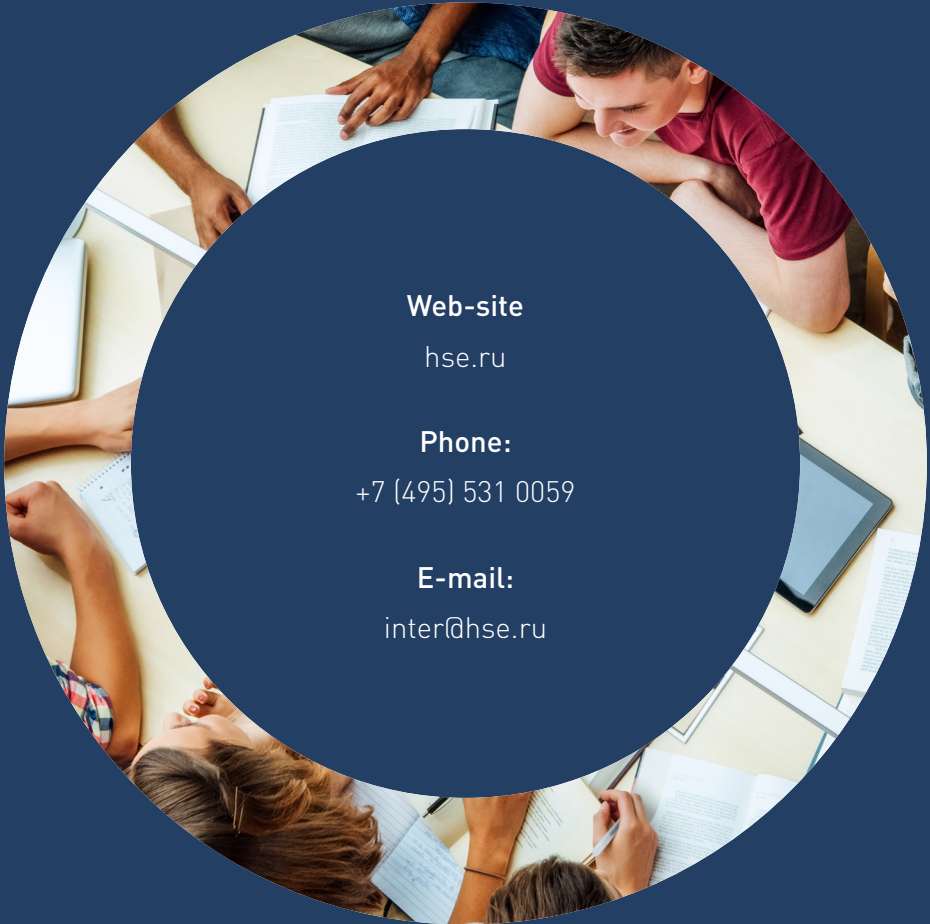 Web-site
hse.ru
Phone:
+7 (495) 531 0059
E-mail:
inter@hse.ru